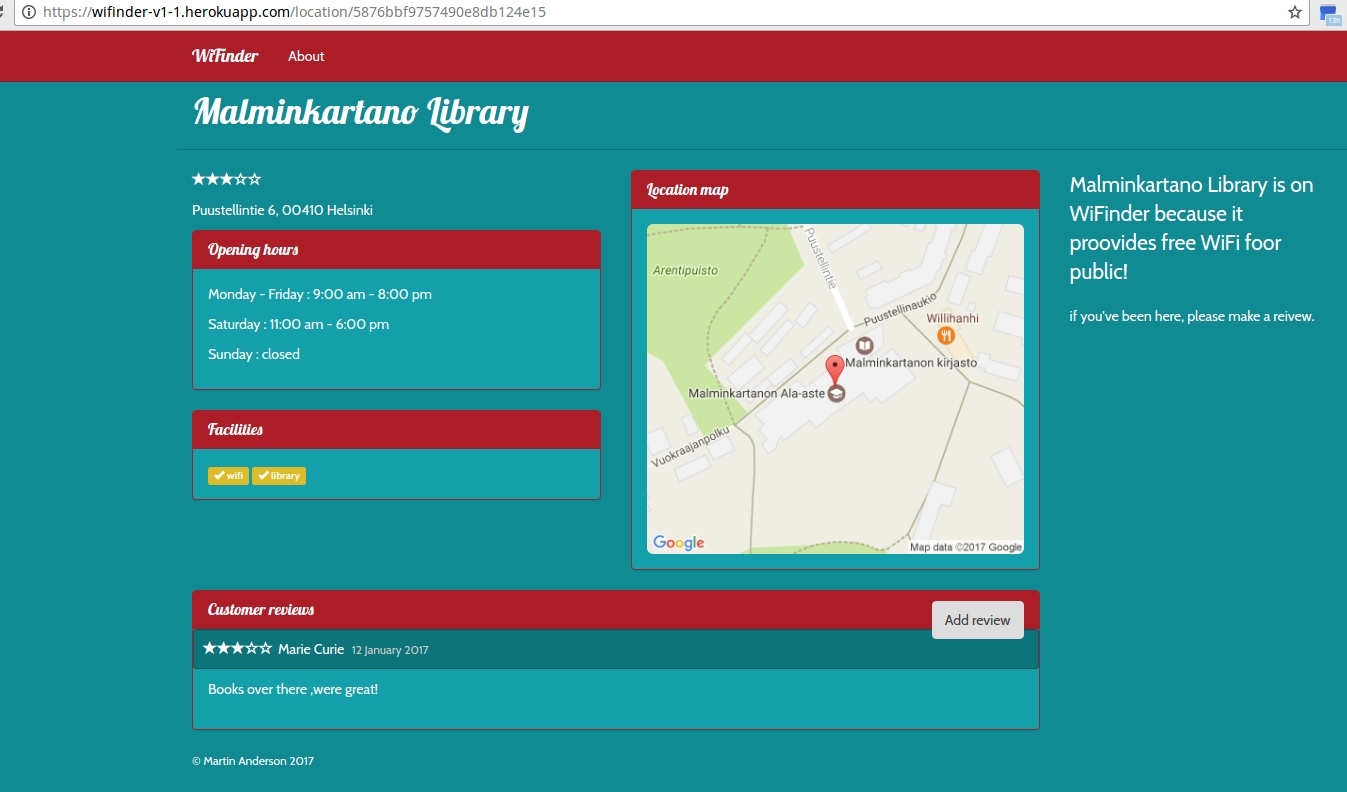 https://wifinder-v1-1.herokuapp.com/location/5876bbf9757490e8db124e15
13h
WiFinder About
Malminkartano Library
★★★☆☆
Puustellintie 6, 00410 Helsinki
Opening hours
Monday - Friday : 9:00 am - 8:00 pm
Saturday : 11:00 am - 6:00 pm
Sunday : closed
Facilities
wifi library
Location map
Puustellintie
Arentipuisto
Puustellinaukio
Willihanhi
Malminkartanon kirjasto
Malminkartanon Ala-aste
Vuokraajanpolku
Google
Map data ©2017 Google
Malminkartano Library is on
WiFinder because it
proovides free WiFi foor
public!
if you've been here, please make a reivew.
Customer reviews
Add review
★★★☆☆ Marie Curie 12 January 2017
Books over there ,were great!
© Martin Anderson 2017